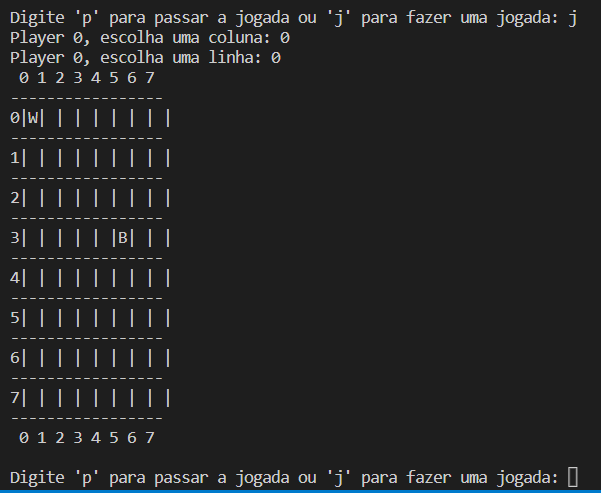 Digite 'p' para passar a jogada ou 'j' para fazer uma jogada: j
Player 0, escolha uma coluna: 0
Player 0, escolha uma linha: 0
 0 1 2 3 4 5 6 7
-----------------
0|W| | | | | | | |
-----------------
1| | | | | | | | |
-----------------
2| | | | | | | | |
-----------------
3| | | | | |B| | |
-----------------
4| | | | | | | | |
-----------------
5| | | | | | | | |
-----------------
6| | | | | | | | |
-----------------
7| | | | | | | | |
-----------------
 0 1 2 3 4 5 6 7
Digite 'p' para passar a jogada ou 'j' para fazer uma jogada: